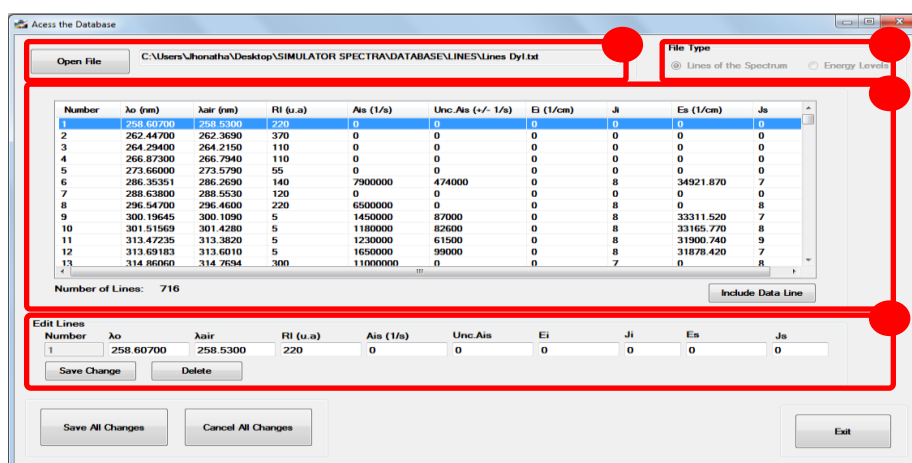 Acess the Database
Open File
C:\Users\Jhonatha\Desktop\SIMULATOR SPECTRA\DATABASE\LINES\Lines DyI.txt
File Type
Lines of the Spectrum Energy Levels
Number λo (nm) λair (nm) RI (u.a) Ais (1/s) Unc.Ais (+/- 1/s) Ei (1/cm) Ji Es (1/cm) Js
1 258.60700 258.5300 220 0 0 0 0 0 0
2 262.44700 262.3690 370 0 0 0 0 0 0
3 264.29400 264.2150 110 0 0 0 0 0 0
4 266.87300 266.7940 110 0 0 0 0 0 0
5 273.66000 273.5790 55 0 0 0 0 0 0
6 286.35351 286.2690 140 7900000 474000 0 8 34921.870 7
7 288.63800 288.5530 120 0 0 0 0 0 0
8 296.54700 296.4600 220 6500000 0 0 8 0 8
9 300.19645 300.1090 5 1450000 87000 0 8 33311.520 7
10 301.51569 301.4280 5 1180000 82600 0 8 33165.770 8
11 313.47235 313.3820 5 1230000 61500 0 8 31900.740 9
12 313.69183 313.6010 5 1650000 99000 0 8 31878.420 7
13 314.86060 314.7694 300 11000000 0 0 7 0 8
Number of Lines: 716
Include Data Line
Edit Lines
Number λo λair RI (u.a) Ais (1/s) Unc.Ais Ei Ji Es Js
1 258.60700 258.5300 220 0 0 0 0 0 0
Save Change Delete
Save All Changes Cancel All Changes Exit